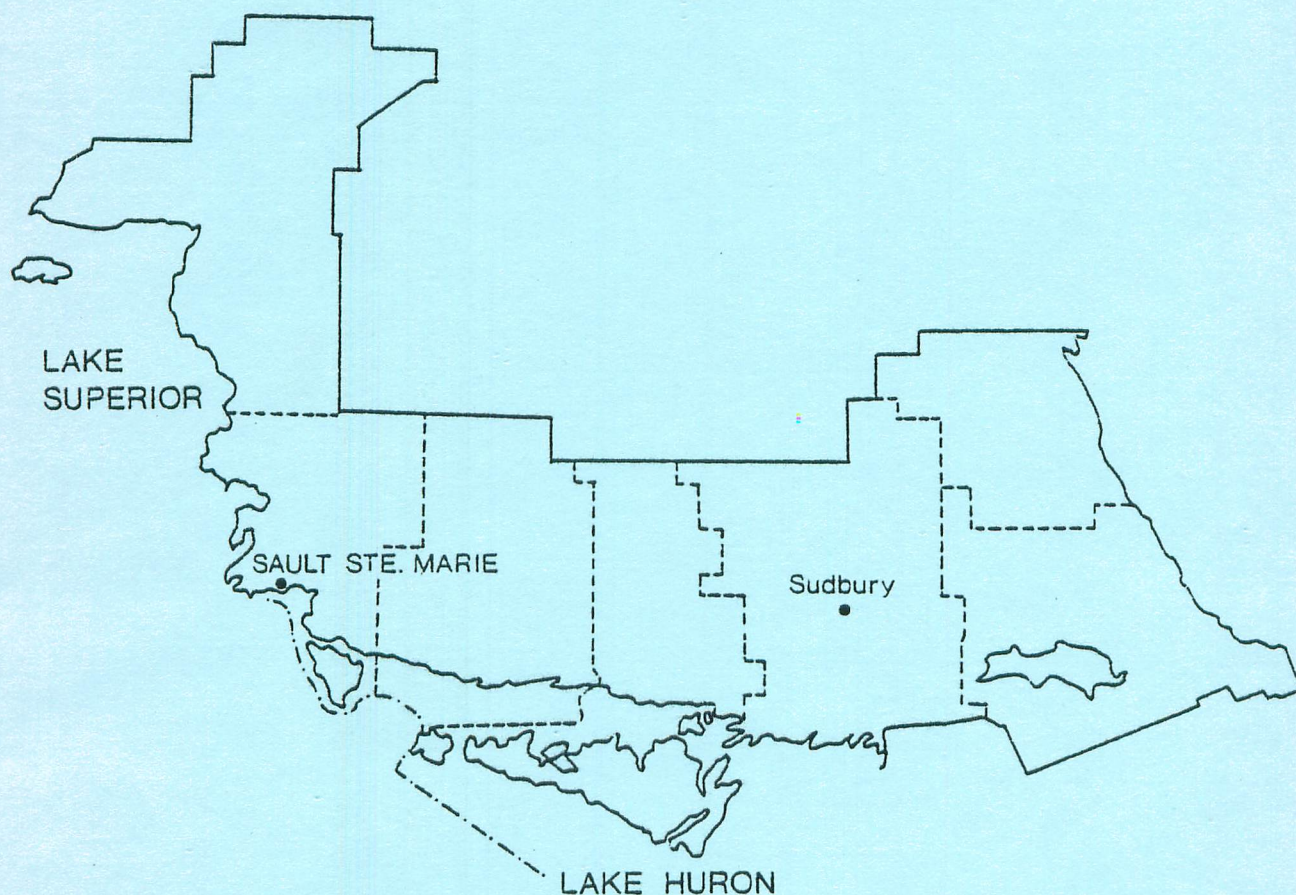 LAKE
SUPERIOR
SAULT STE. MARIE
Sudbury
LAKE HURON